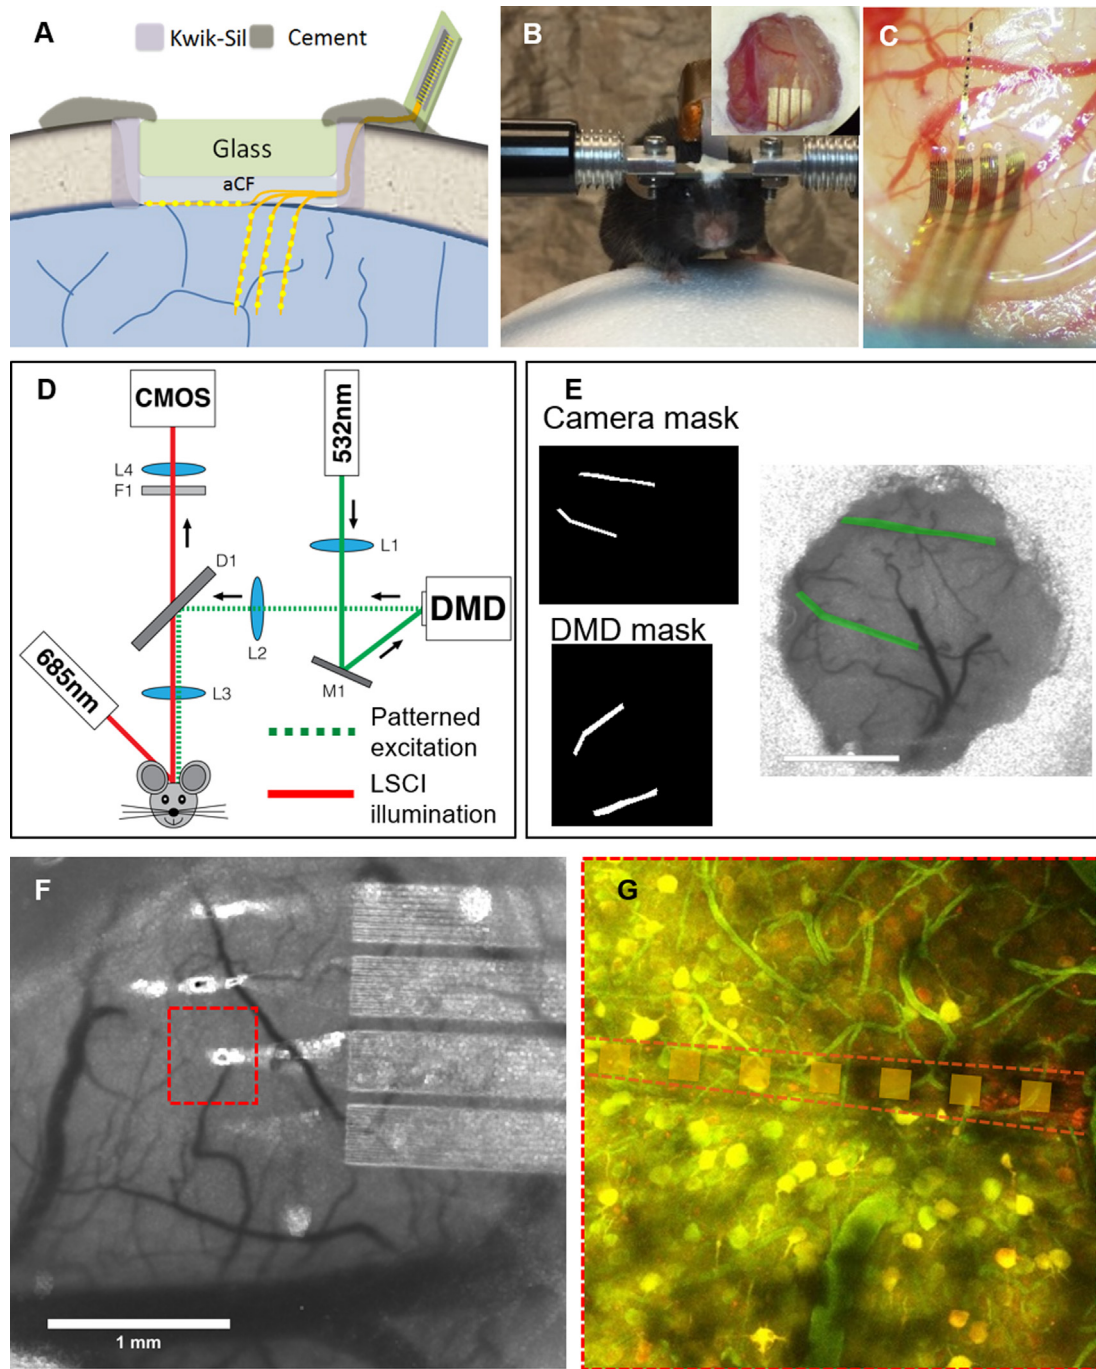 A
Kwik-Sil
Cement
Glass
aCF
B
C
D
CMOS
L4
F1
D1
532nm
L1
DMD
L2
M1
685nm
L3
Patterned
excitation
LSCI
illumination
E
Camera mask
DMD mask
F
1 mm
G